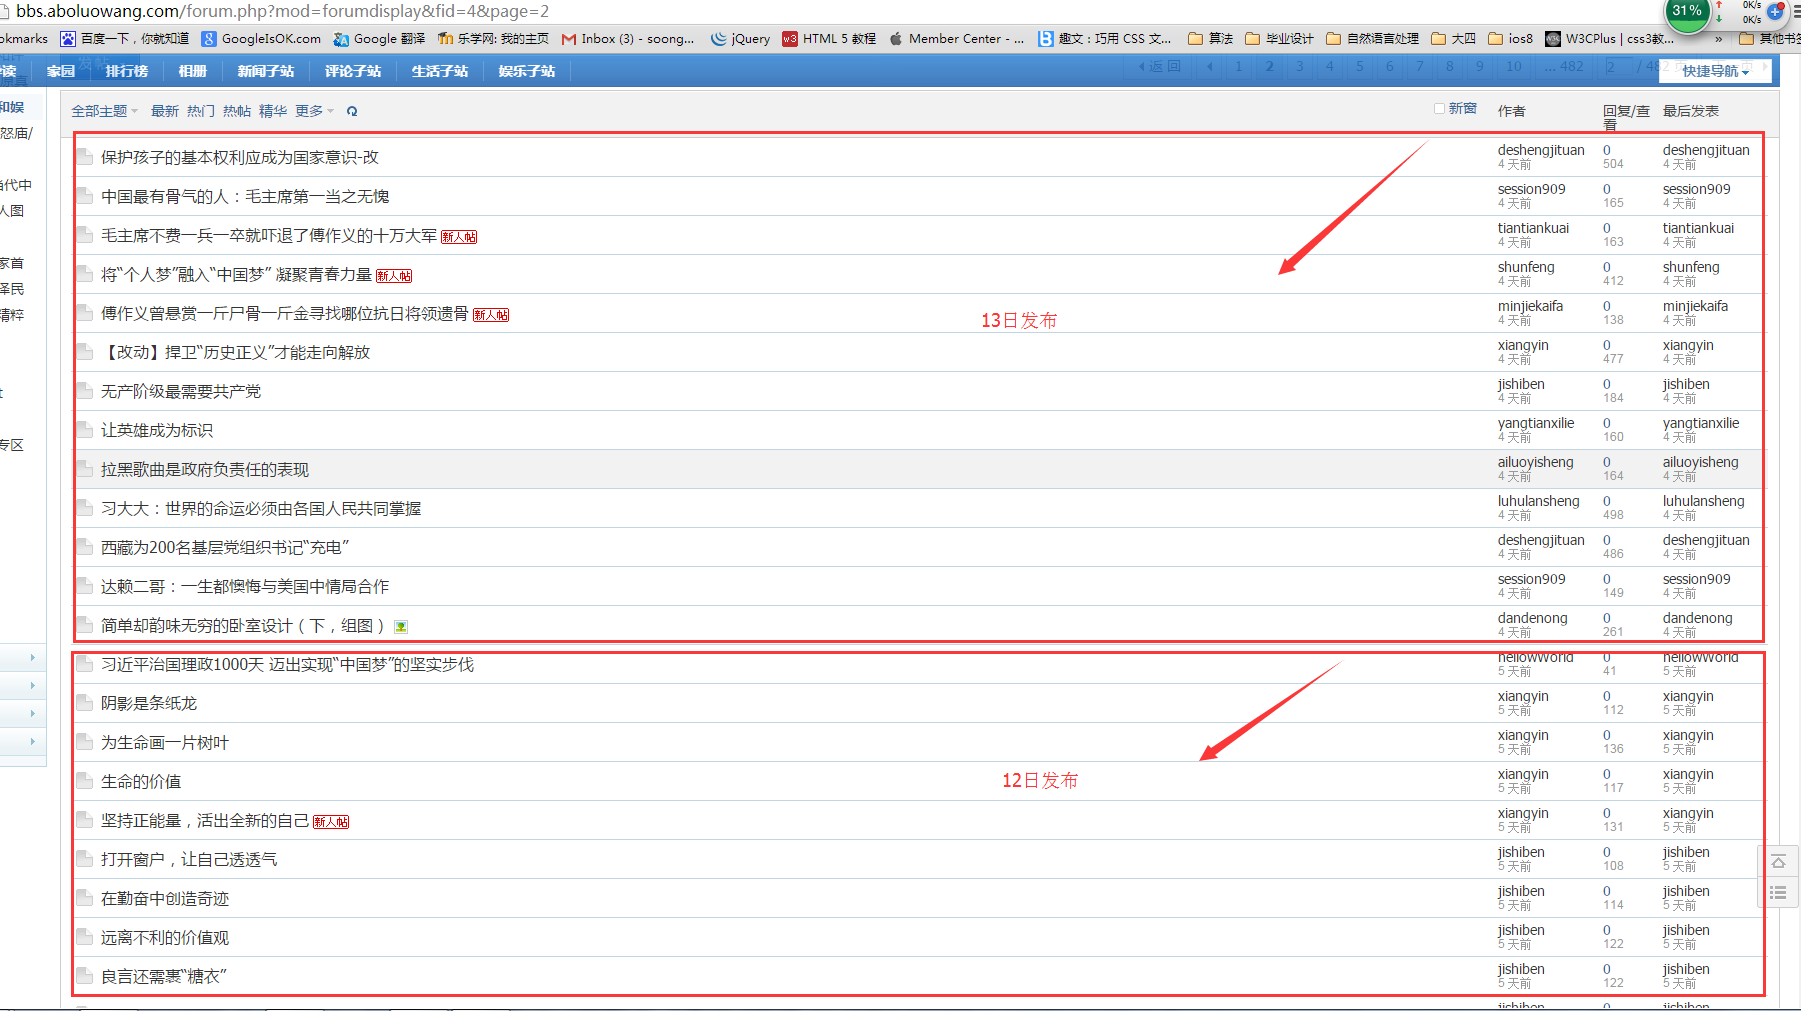 bbs.aboluowang.com/forum.php?mod=forumdisplay&fid=4&page=2
31%
0K/s
0K/s
okmarks 百度一下，你就知道 GoogleIsOK.com Google 翻译 乐学网: 我的主页 Inbox (3) - soong... jQuery HTML 5 教程 Member Center - ... 趣文：巧用 CSS 文... 算法 毕业设计 自然语言处理 大四 ios8 W3CPlus | css3教... » 其他书签
读 家园 排行榜 相册 新闻子站 评论子站 生活子站 娱乐子站 返回 1 2 3 4 5 6 7 8 9 10 ... 482 2 / 482 页 快捷导航
发帖
全部主题 最新 热门 热帖 精华 更多 新窗 作者 回复/查看 最后发表
和娱
怒庙/
当代中
人图
家首
泽民
精粹
t
专区
保护孩子的基本权利应成为国家意识-改 deshengjituan 0 deshengjituan
4 天前 504 4 天前
中国最有骨气的人：毛主席第一当之无愧 session909 0 session909
4 天前 165 4 天前
毛主席不费一兵一卒就吓退了傅作义的十万大军 新人帖 tiantiankuai 0 tiantiankuai
4 天前 163 4 天前
将“个人梦”融入“中国梦” 凝聚青春力量 新人帖 shunfeng 0 shunfeng
4 天前 412 4 天前
傅作义曾悬赏一斤尸骨一斤金寻找哪位抗日将领遗骨 新人帖 minjiekaifa 0 minjiekaifa
13日发布 4 天前 138 4 天前
【改动】捍卫“历史正义”才能走向解放 xiangyin 0 xiangyin
4 天前 477 4 天前
无产阶级最需要共产党 jishiben 0 jishiben
4 天前 184 4 天前
让英雄成为标识 yangtianxilie 0 yangtianxilie
4 天前 160 4 天前
拉黑歌曲是政府负责任的表现 ailuoyisheng 0 ailuoyisheng
4 天前 164 4 天前
习大大：世界的命运必须由各国人民共同掌握 luhulansheng 0 luhulansheng
4 天前 498 4 天前
西藏为200名基层党组织书记“充电” deshengjituan 0 deshengjituan
4 天前 486 4 天前
达赖二哥：一生都懊悔与美国中情局合作 session909 0 session909
4 天前 149 4 天前
简单却韵味无穷的卧室设计（下，组图） dandenong 0 dandenong
4 天前 261 4 天前
习近平治国理政1000天 迈出实现“中国梦”的坚实步伐 hellowWorld 0 hellowWorld
5 天前 41 5 天前
阴影是条纸龙 xiangyin 0 xiangyin
5 天前 112 5 天前
为生命画一片树叶 xiangyin 0 xiangyin
5 天前 136 5 天前
生命的价值 12日发布 xiangyin 0 xiangyin
5 天前 117 5 天前
坚持正能量，活出全新的自己 新人帖 xiangyin 0 xiangyin
5 天前 131 5 天前
打开窗户，让自己透透气 jishiben 0 jishiben
5 天前 108 5 天前
在勤奋中创造奇迹 jishiben 0 jishiben
5 天前 114 5 天前
远离不利的价值观 jishiben 0 jishiben
5 天前 122 5 天前
良言还需裹“糖衣” jishiben 0 jishiben
5 天前 122 5 天前
jishiben 0 jishiben